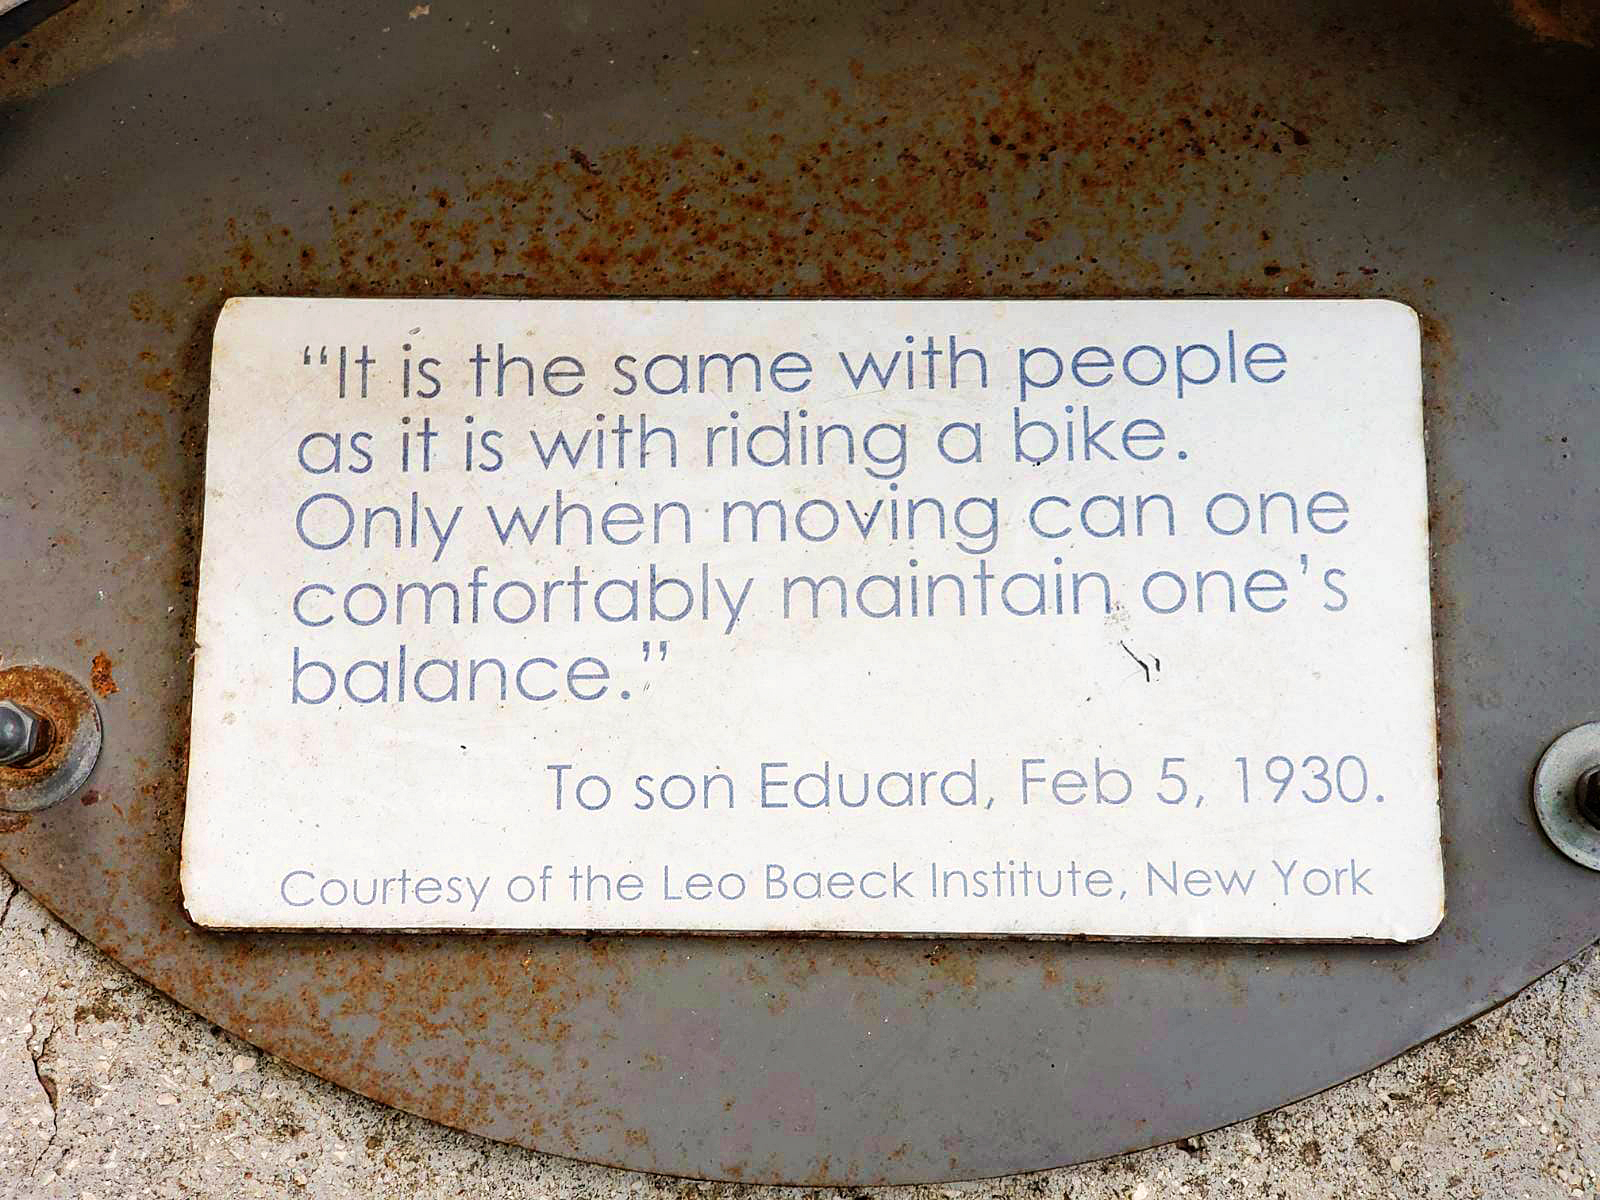 “It is the same with people
as it is with riding a bike.
Only when moving can one
comfortably maintain one’s
balance.”
To son Eduard, Feb 5, 1930.
Courtesy of the Leo Baeck Institute, New York